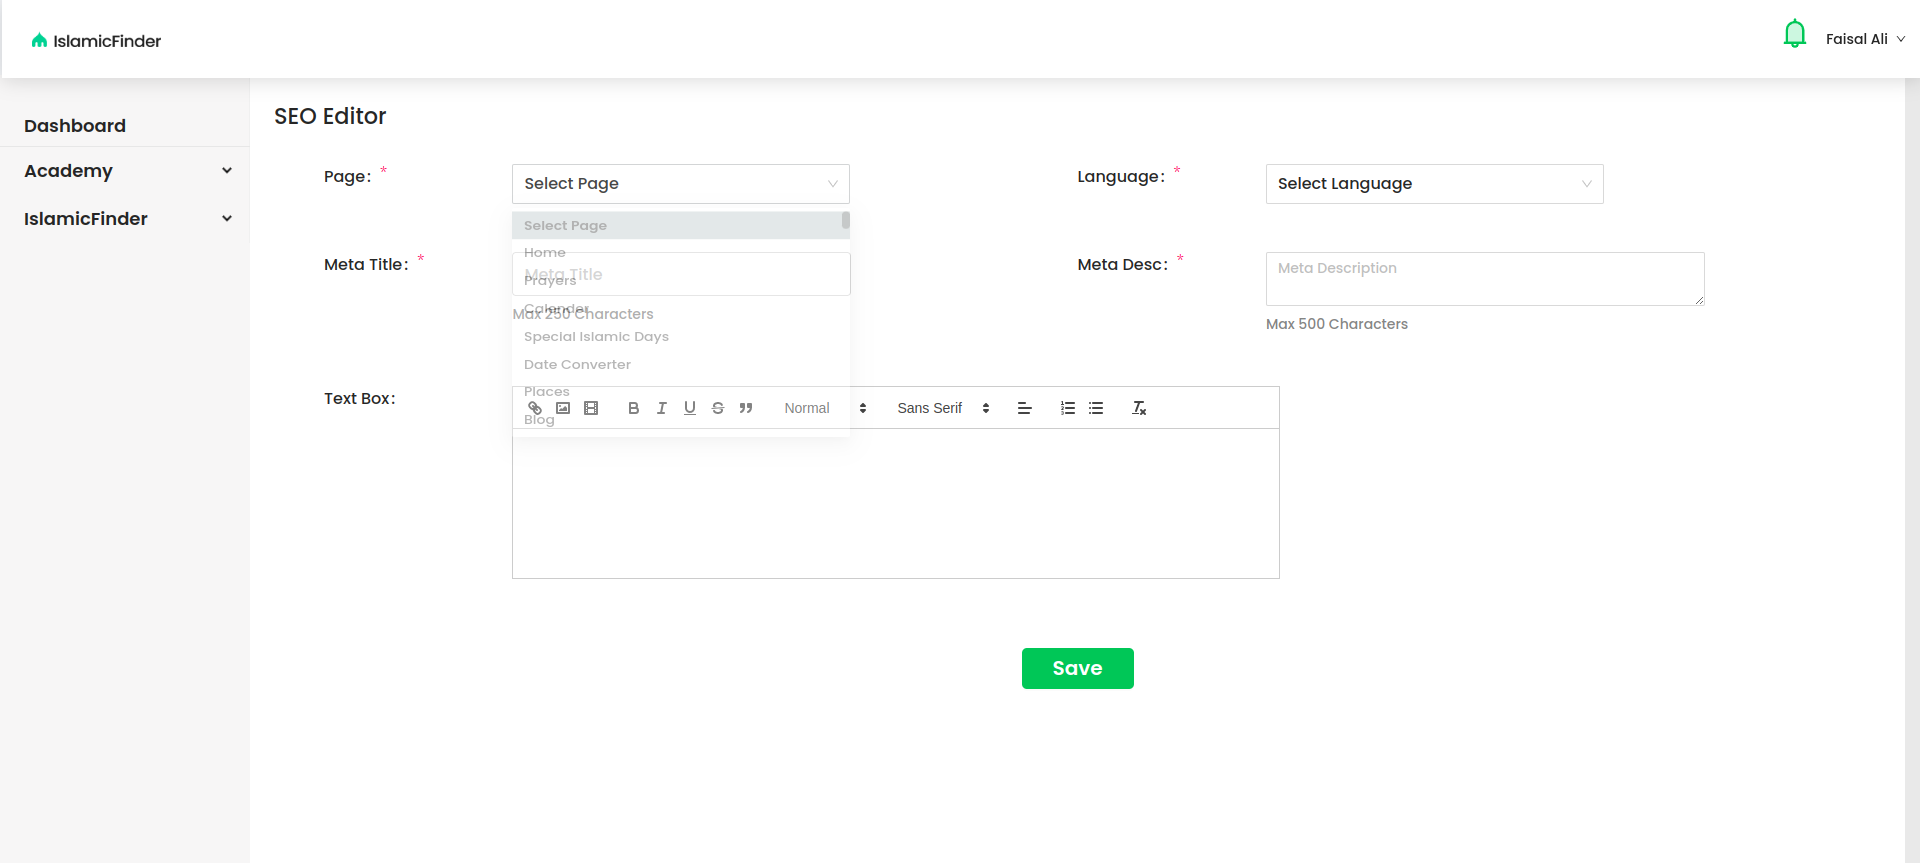 IslamicFinder
Faisal Ali
Dashboard
Academy
IslamicFinder
SEO Editor
Page: *
Select Page
Language: *
Select Language
Select Page
Home
Prayers
Calender
Special Islamic Days
Date Converter
Places
Blog
Meta Title: *
Meta Title
Max 250 Characters
Meta Desc: *
Meta Description
Max 500 Characters
Text Box:
Normal
Sans Serif
Save